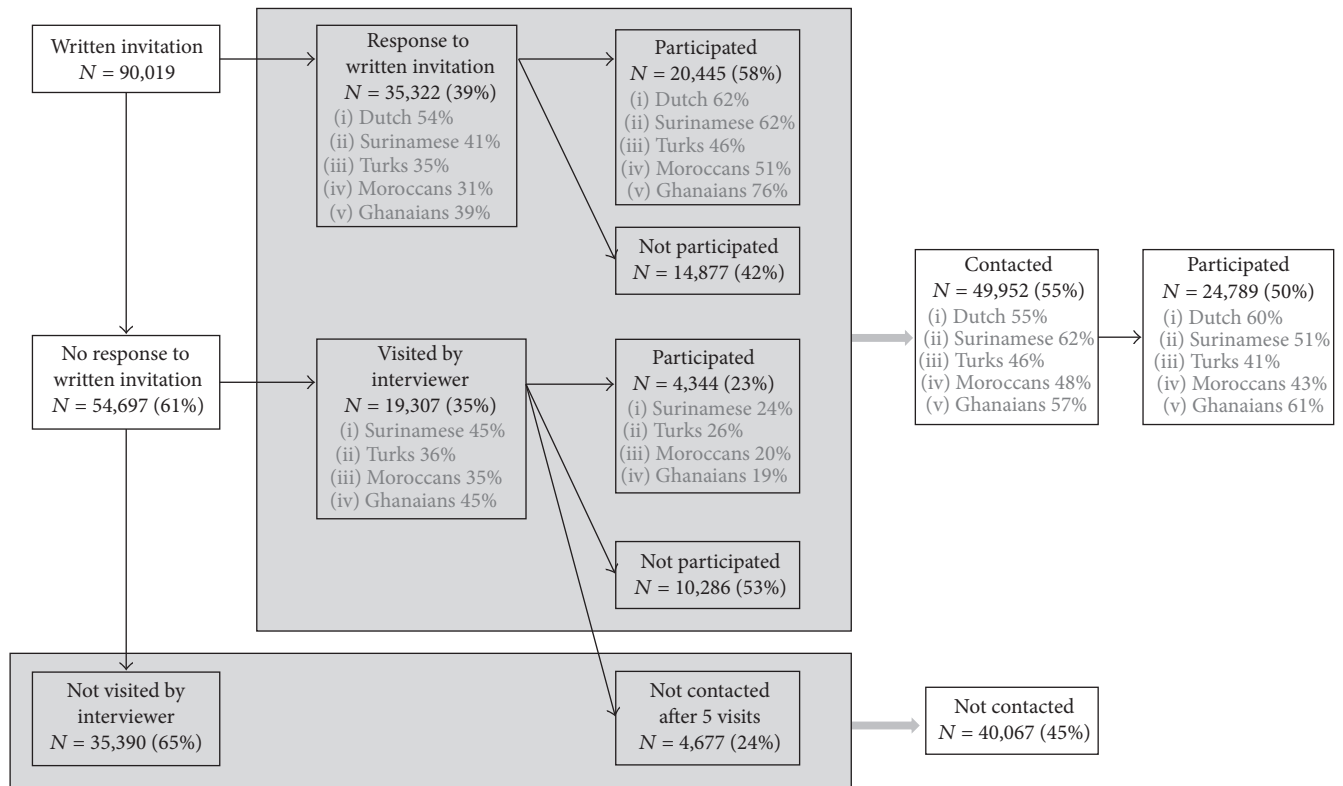 Written invitation
N = 90,019
Response to
written invitation
N = 35,322 (39%)
(i) Dutch 54%
(ii) Surinamese 41%
(iii) Turks 35%
(iv) Moroccans 31%
(v) Ghanaians 39%
Participated
N = 20,445 (58%)
(i) Dutch 62%
(ii) Surinamese 62%
(iii) Turks 46%
(iv) Moroccans 51%
(v) Ghanaians 76%
Not participated
N = 14,877 (42%)
No response to
written invitation
N = 54,697 (61%)
Visited by
interviewer
N = 19,307 (35%)
(i) Surinamese 45%
(ii) Turks 36%
(iii) Moroccans 35%
(iv) Ghanaians 45%
Participated
N = 4,344 (23%)
(i) Surinamese 24%
(ii) Turks 26%
(iii) Moroccans 20%
(iv) Ghanaians 19%
Not participated
N = 10,286 (53%)
Contacted
N = 49,952 (55%)
(i) Dutch 55%
(ii) Surinamese 62%
(iii) Turks 46%
(iv) Moroccans 48%
(v) Ghanaians 57%
Participated
N = 24,789 (50%)
(i) Dutch 60%
(ii) Surinamese 51%
(iii) Turks 41%
(iv) Moroccans 43%
(v) Ghanaians 61%
Not visited by
interviewer
N = 35,390 (65%)
Not contacted
after 5 visits
N = 4,677 (24%)
Not contacted
N = 40,067 (45%)